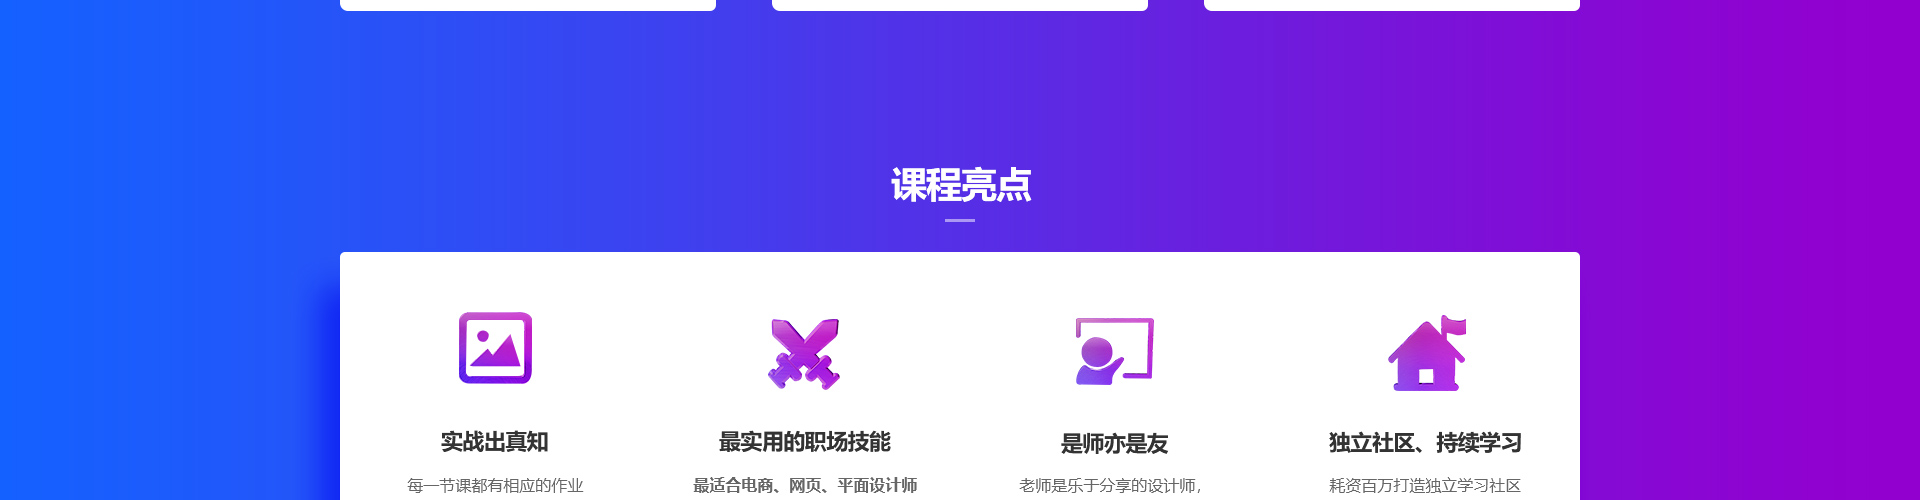 课程亮点
实战出真知
最实用的职场技能
是师亦是友
独立社区、持续学习
每一节课都有相应的作业
最适合电商、网页、平面设计师
老师是乐于分享的设计师，
耗资百万打造独立学习社区